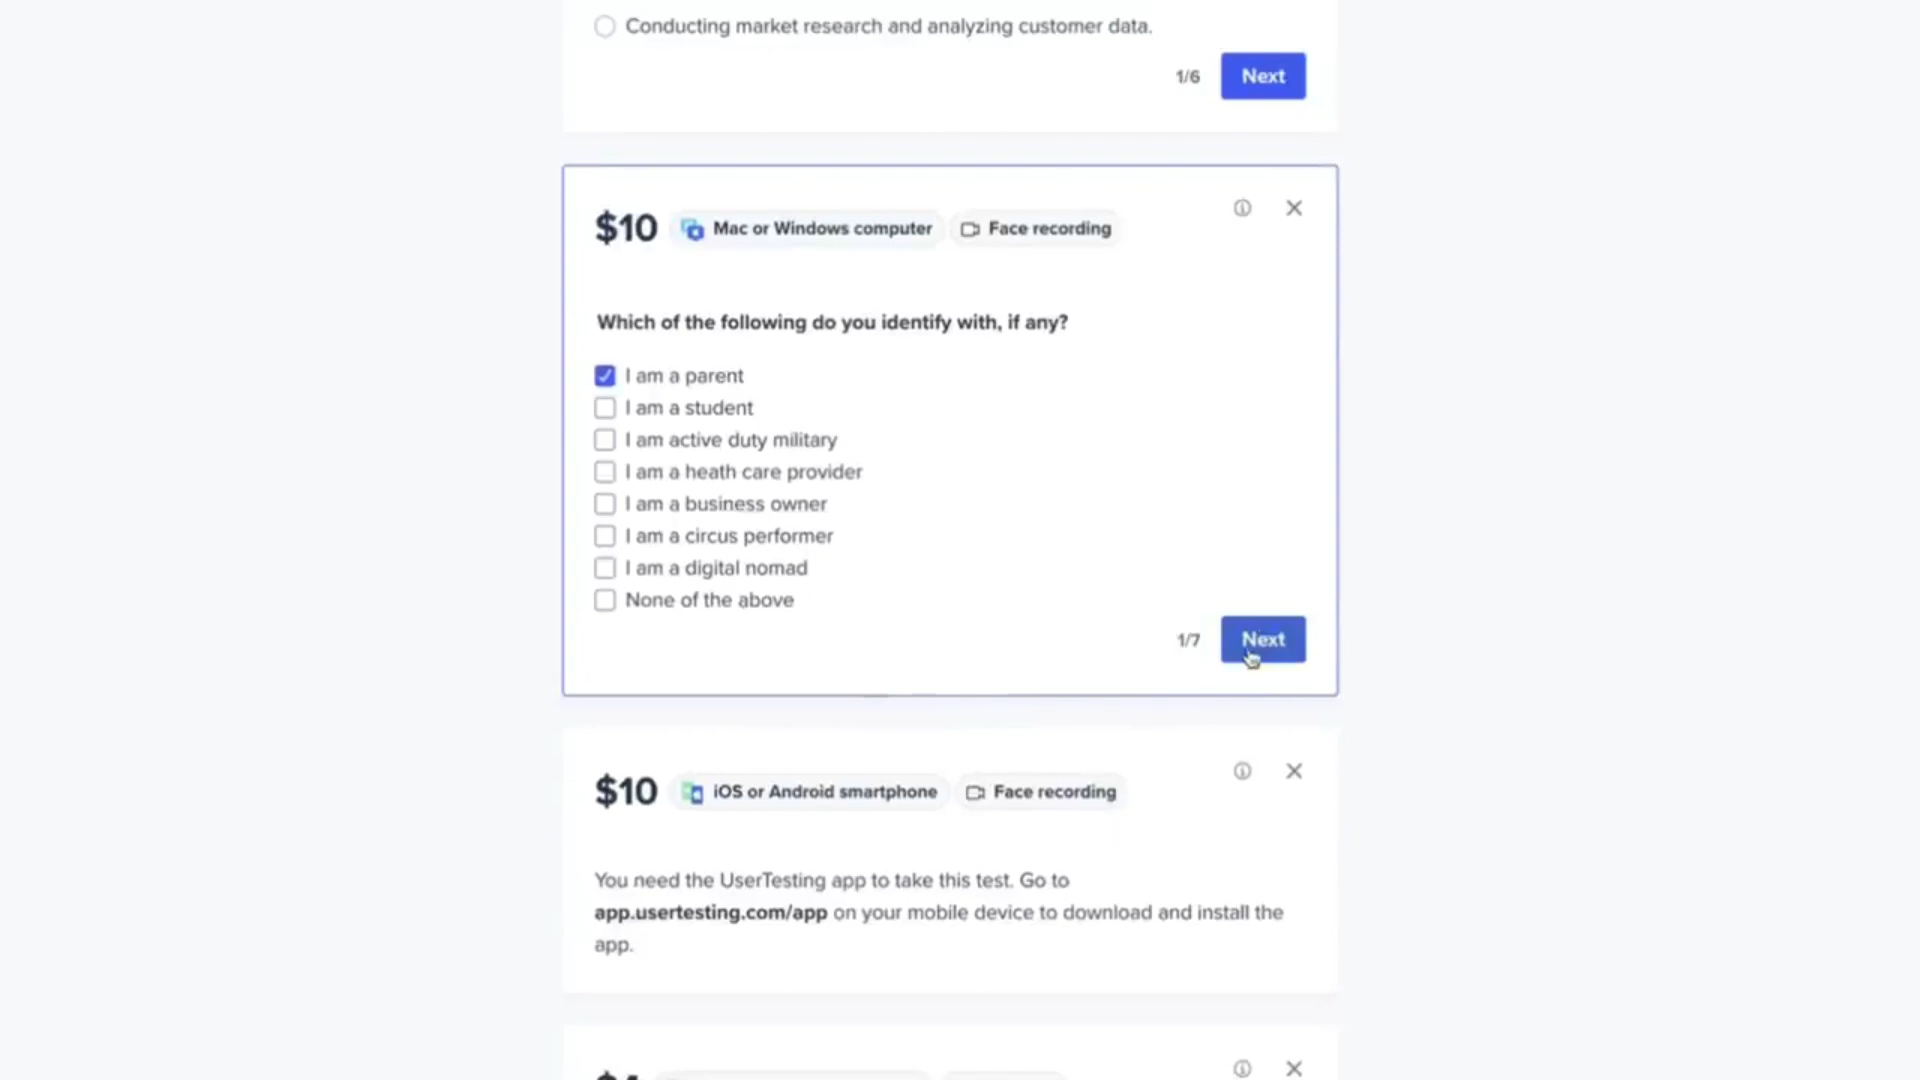 Conducting market research and analyzing customer data.
1/6 Next
$10 Mac or Windows computer Face recording
Which of the following do you identify with, if any?
I am a parent
I am a student
I am active duty military
I am a heath care provider
I am a business owner
I am a circus performer
I am a digital nomad
None of the above
1/7 Next
$10 iOS or Android smartphone Face recording
You need the UserTesting app to take this test. Go to
app.usertesting.com/app on your mobile device to download and install the
app.